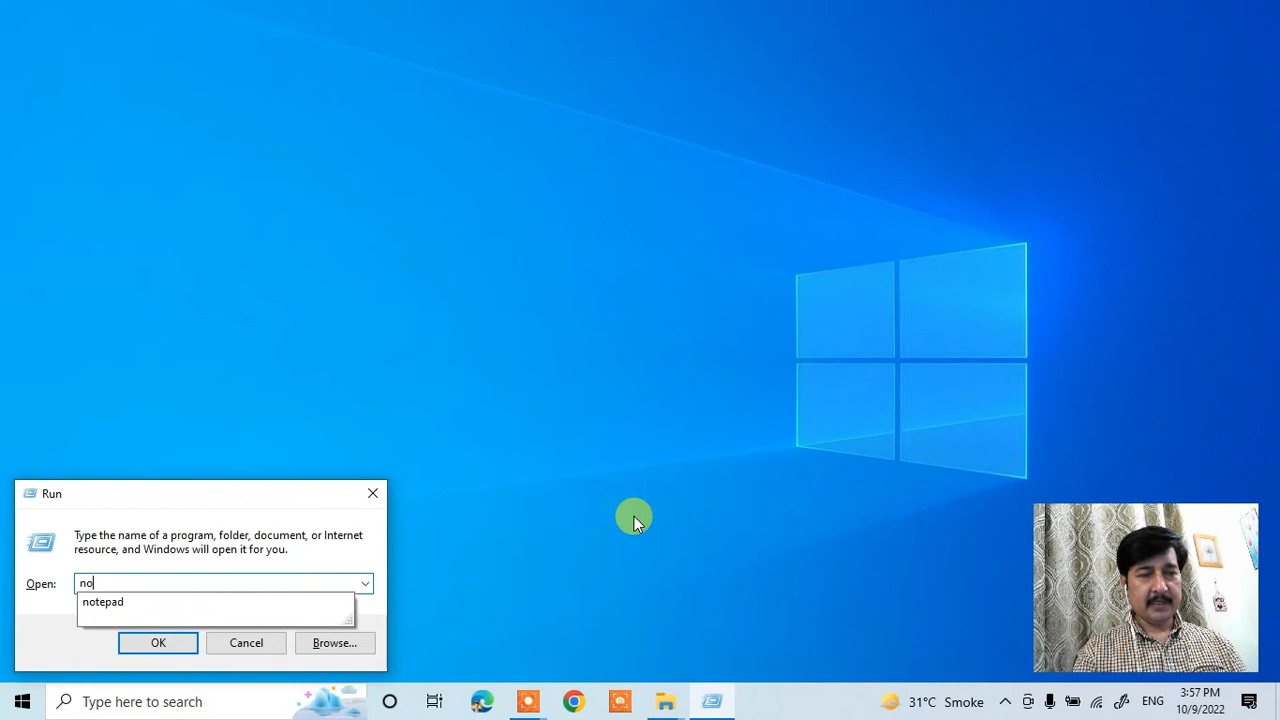 Run
Type the name of a program, folder, document, or Internet
resource, and Windows will open it for you.
Open: no
notepad
OK Cancel Browse...
Type here to search
31°C Smoke
ENG
3:57 PM
10/9/2022